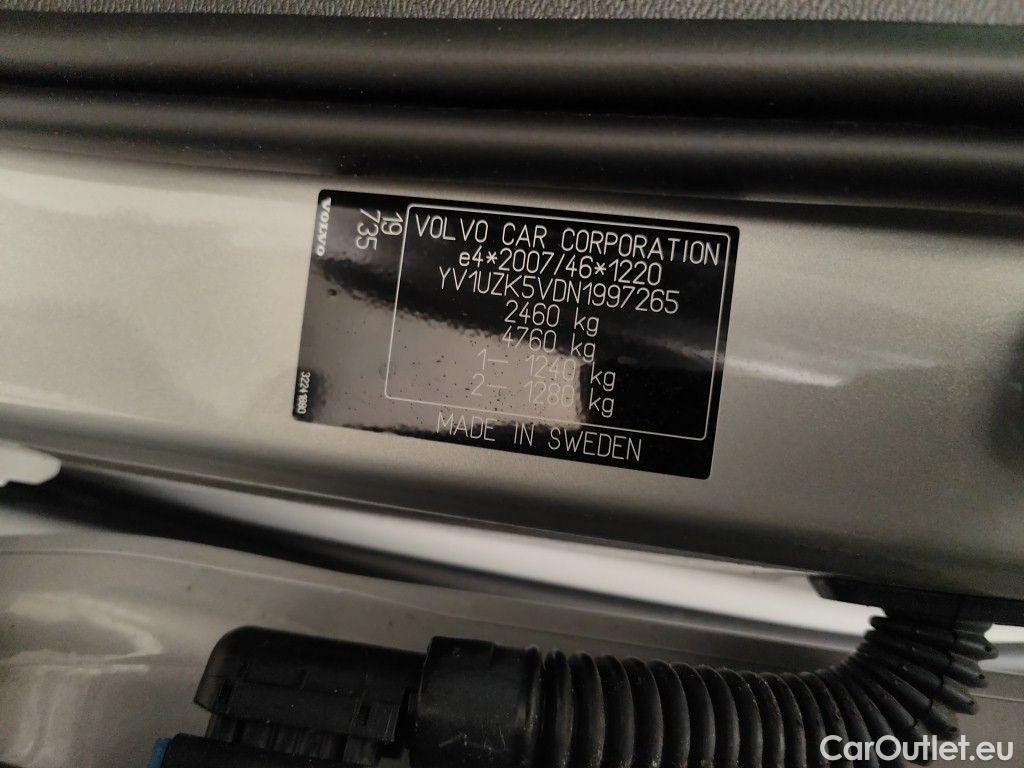 VOLVO
19
735
32241890
VOLVO CAR CORPORATION
e4*2007/46*1220
YV1UZK5VDN1997265
2460 kg
4760 kg
1— 1240 kg
2— 1280 kg
MADE IN SWEDEN
CarOutlet.eu